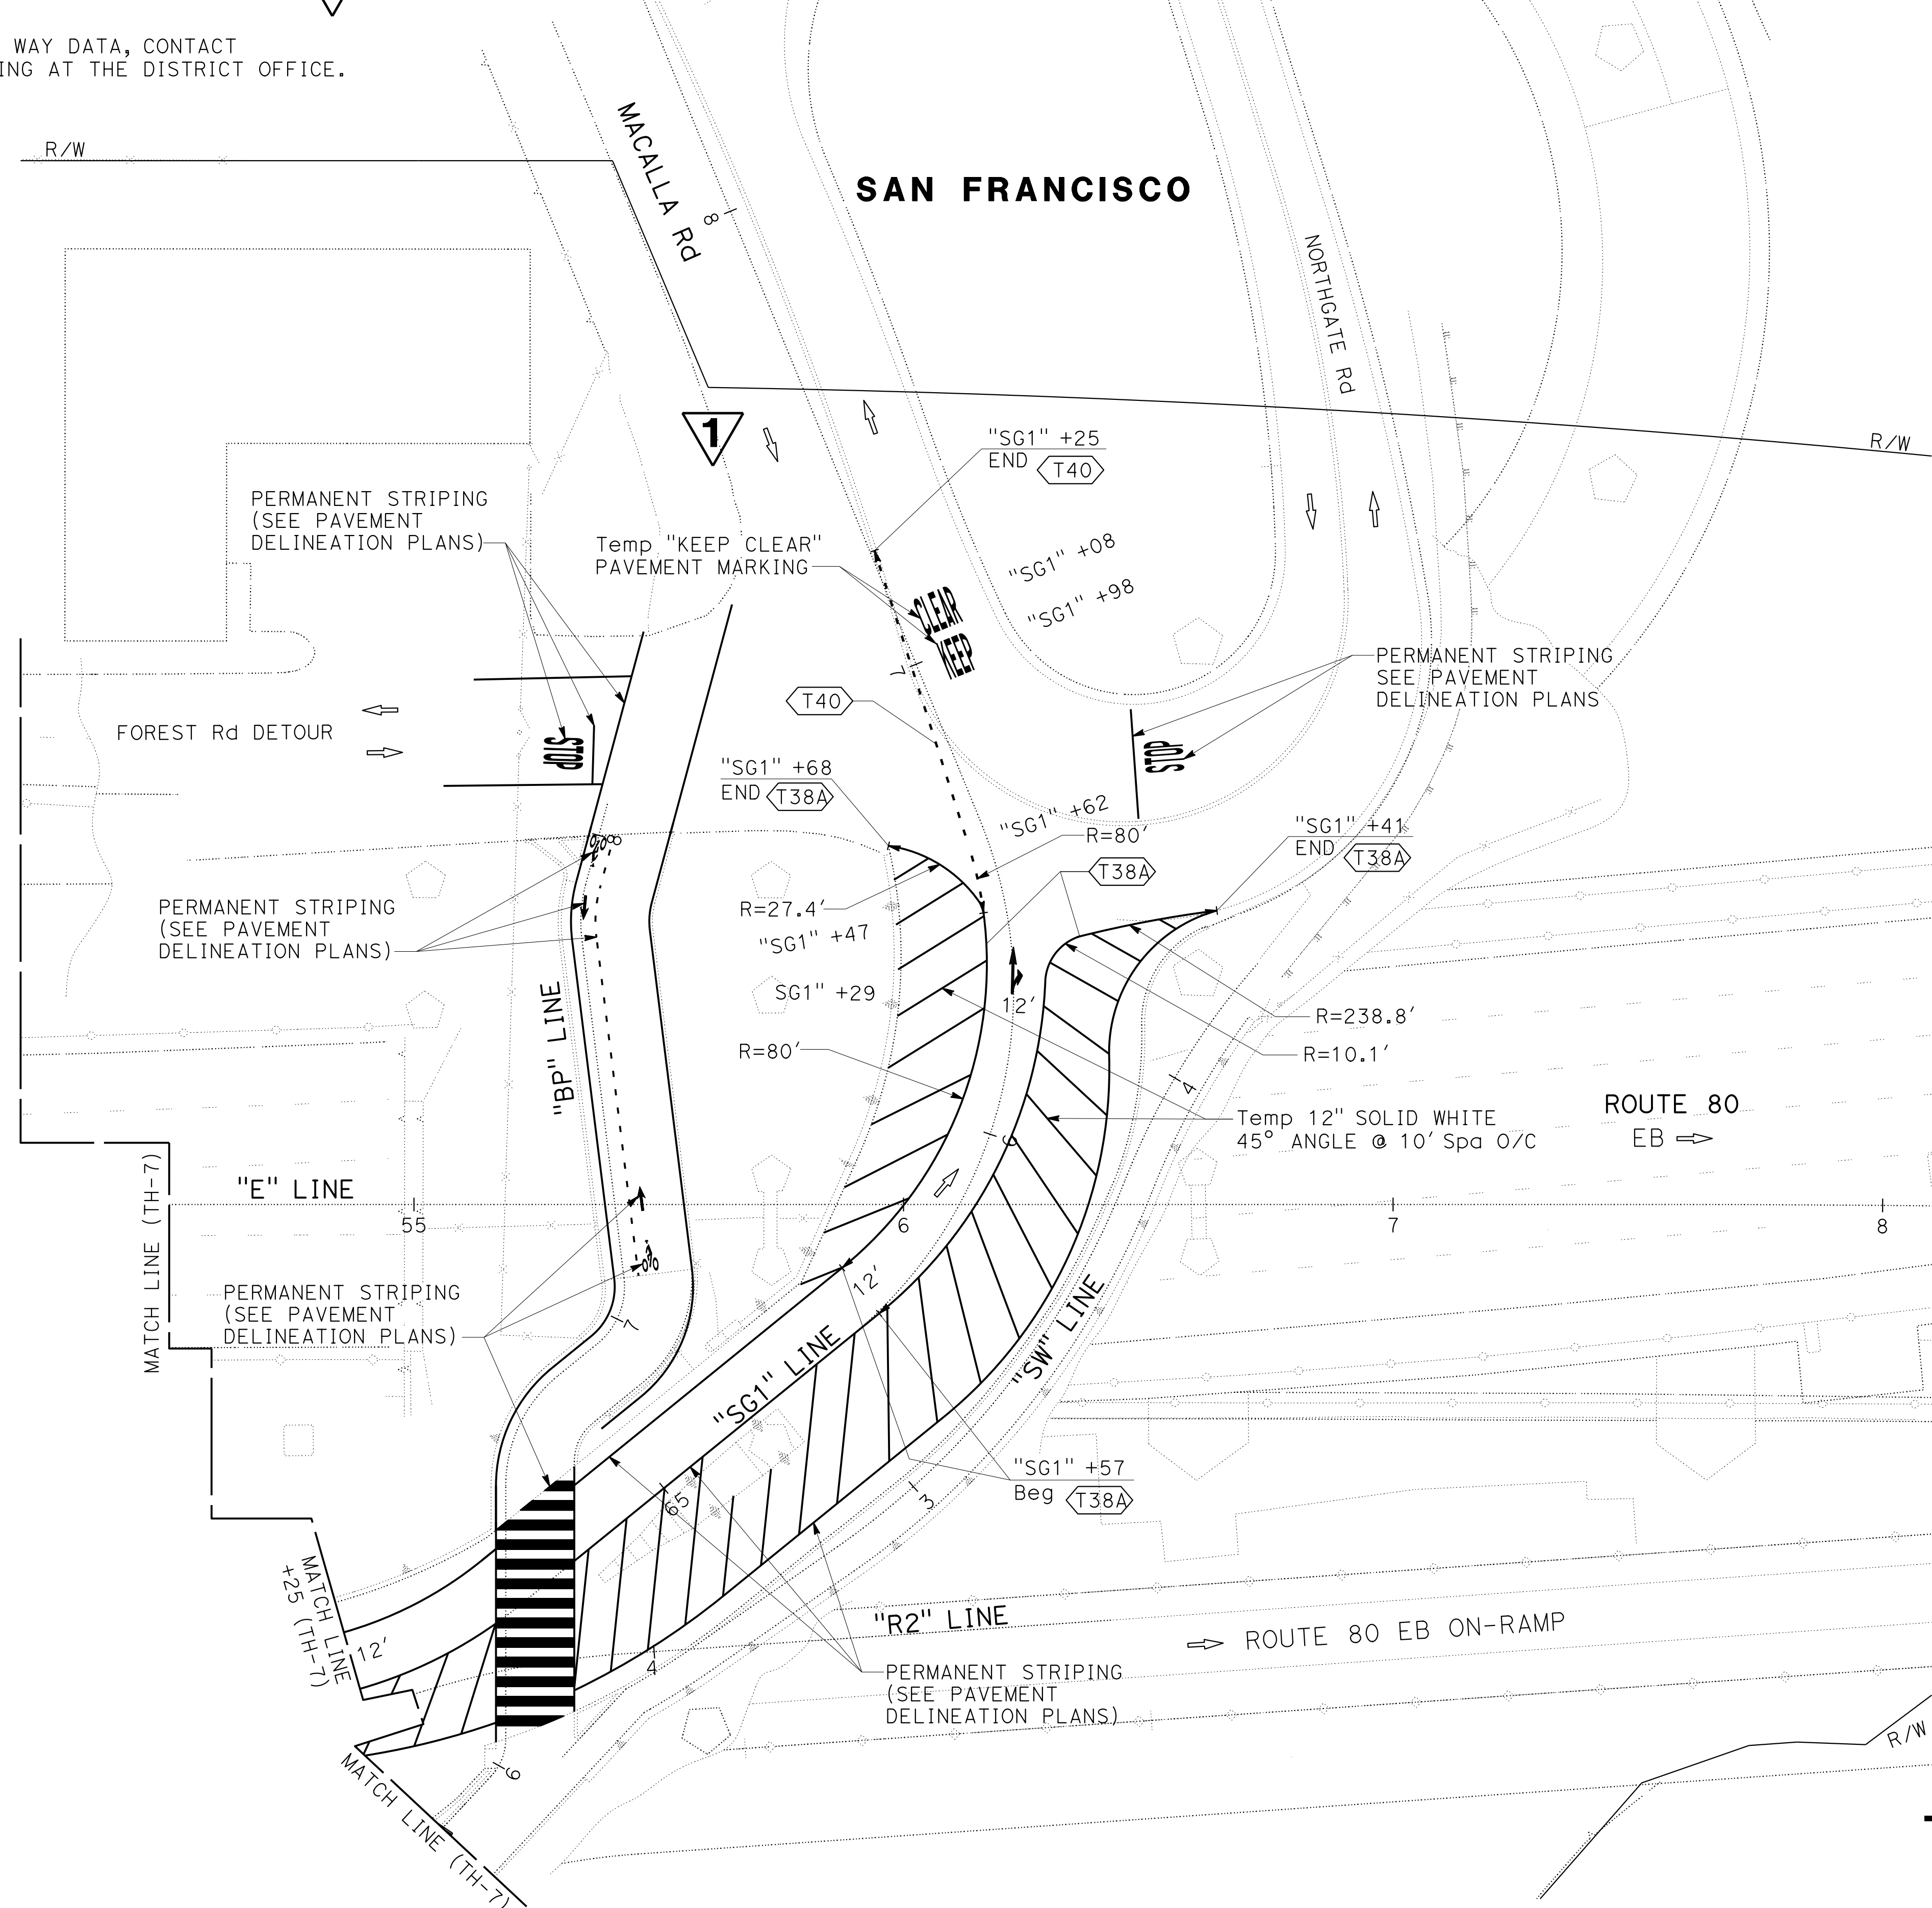 WAY DATA, CONTACT
ING AT THE DISTRICT OFFICE.
R/W
MACALLA Rd
8
SAN FRANCISCO
NORTHGATE Rd
1
"SG1" +25
END T40
R/W
PERMANENT STRIPING
(SEE PAVEMENT
DELINEATION PLANS)
Temp "KEEP CLEAR"
PAVEMENT MARKING
"SG1" +08
"SG1" +98
CLEAR
KEEP
7
PERMANENT STRIPING
SEE PAVEMENT
DELINEATION PLANS
T40
FOREST Rd DETOUR
STOP
STOP
"SG1" +68
END T38A
"SG1" +62
R=80'
"SG1" +41
END T38A
8
T38A
PERMANENT STRIPING
(SEE PAVEMENT
DELINEATION PLANS)
R=27.4'
"SG1" +47
SG1" +29
12'
R=238.8'
"BP" LINE
R=80'
R=10.1'
4
Temp 12" SOLID WHITE
45° ANGLE @ 10' Spa O/C
ROUTE 80
EB
6
MATCH LINE (TH-7)
"E" LINE
55
6
7
8
PERMANENT STRIPING
(SEE PAVEMENT
DELINEATION PLANS)
7
12'
"SG1" LINE
"SW" LINE
"SG1" +57
Beg T38A
65
3
MATCH LINE
+25 (TH-7)
12'
4
"R2" LINE
ROUTE 80 EB ON-RAMP
PERMANENT STRIPING
(SEE PAVEMENT
DELINEATION PLANS)
R/W
6
MATCH LINE (TH-7)